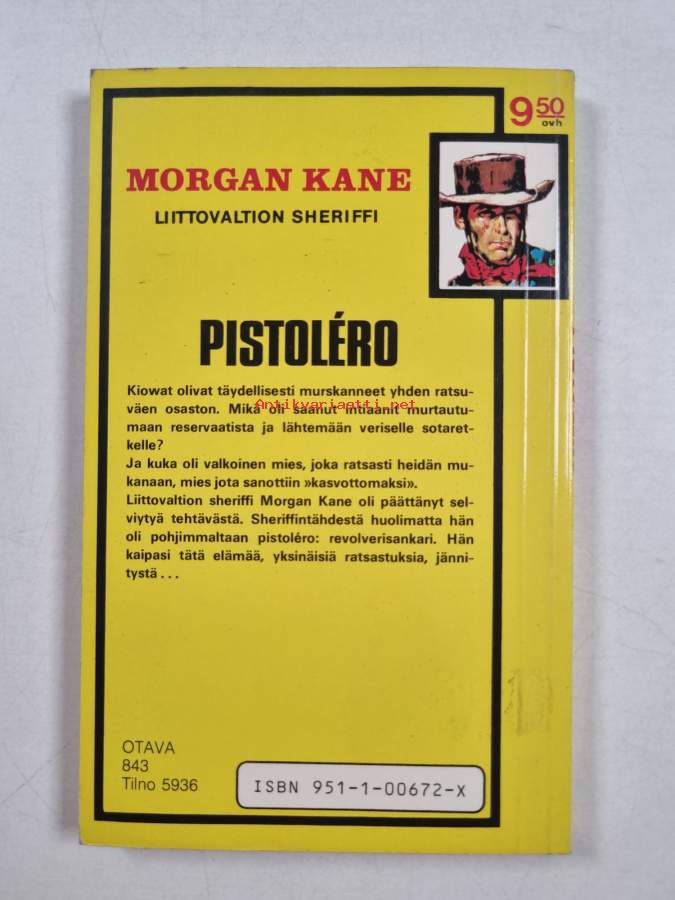 9 50
ovh
MORGAN KANE
LIITTOVALTION SHERIFFI
PISTOLÉRO
Kiowat olivat täydellisesti murskanneet yhden ratsu-
väen osaston. Mikä oli saanut intiaanit murtautu-
maan reservaatista ja lähtemään veriselle sotaret-
kelle?
Ja kuka oli valkoinen mies, joka ratsasti heidän mu-
kanaan, mies jota sanottiin »kasvottomaksi».
Liittovaltion sheriffi Morgan Kane oli päättänyt sel-
viytyä tehtävästä. Sheriffintähdestä huolimatta hän
oli pohjimmaltaan pistoléro: revolverisankari. Hän
kaipasi tätä elämää, yksinäisiä ratsastuksia, jänni-
tystä...
Antikvariaatti.net
OTAVA
843
Tilno 5936
ISBN 951-1-00672-X